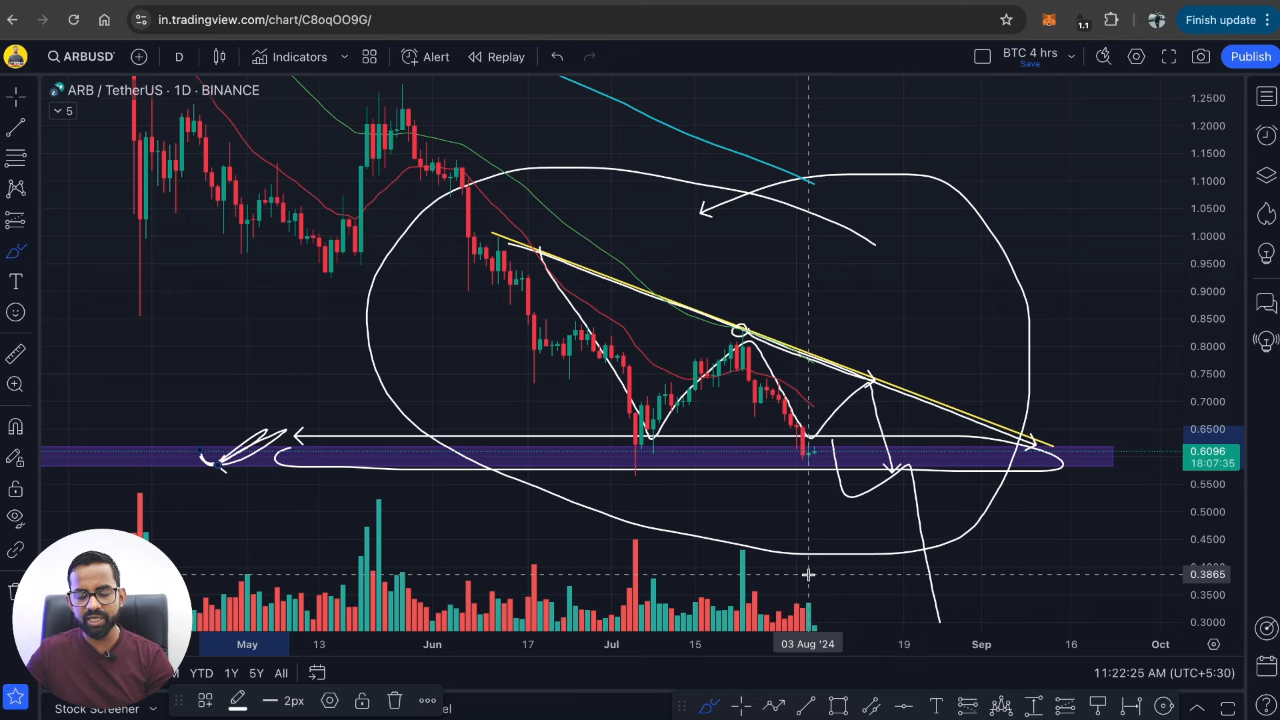 in.tradingview.com/chart/C8oqOO9G/
1.1
Finish update
ARBUSD
D
Indicators
Alert
Replay
BTC 4 hrs
Save
Publish
ARB / TetherUS · 1D · BINANCE
5
1.2500
1.2000
1.1500
1.1000
1.0500
1.0000
0.9500
0.9000
0.8500
0.8000
0.7500
0.7000
0.6500
0.6096
18:07:35
0.5500
0.5000
0.4500
0.3865
0.3500
0.3000
May
13
Jun
17
Jul
15
03 Aug '24
19
Sep
16
Oct
YTD
1Y
5Y
All
11:22:25 AM (UTC+5:30)
2px
Stock Screener